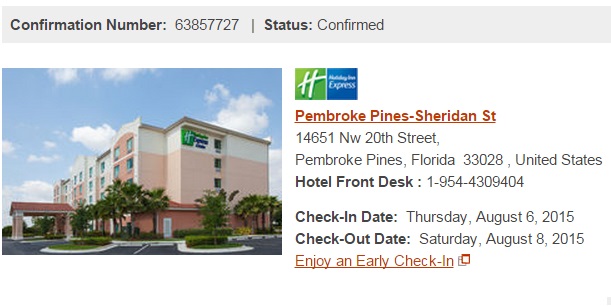 Confirmation Number: 63857727 | Status: Confirmed
Holiday Inn
Express
Pembroke Pines-Sheridan St
14651 Nw 20th Street,
Pembroke Pines, Florida 33028 , United States
Hotel Front Desk : 1-954-4309404
Check-In Date: Thursday, August 6, 2015
Check-Out Date: Saturday, August 8, 2015
Enjoy an Early Check-In